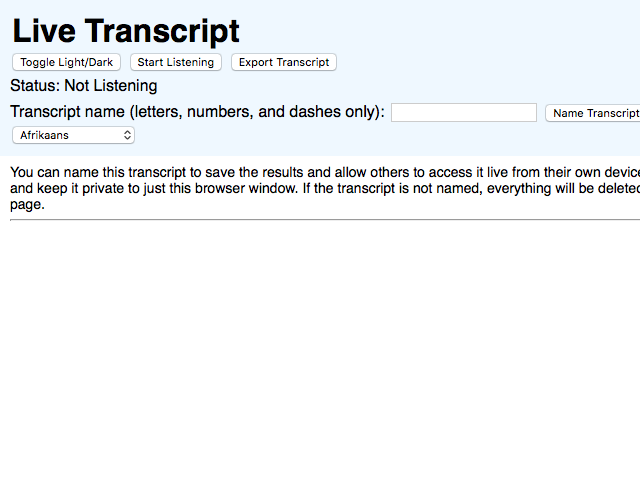 Live Transcript
Toggle Light/Dark Start Listening Export Transcript
Status: Not Listening
Transcript name (letters, numbers, and dashes only): Name Transcript
Afrikaans
You can name this transcript to save the results and allow others to access it live from their own device
and keep it private to just this browser window. If the transcript is not named, everything will be deleted
page.